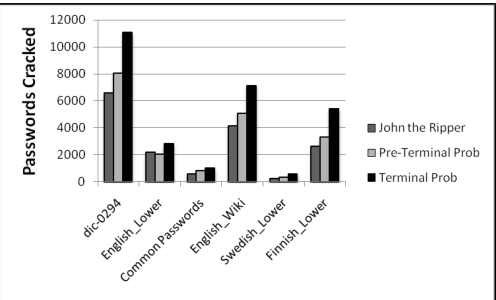 Passwords Cracked
12000
10000
8000
6000
4000
2000
0
dic-0294
English_Lower
Common Passwords
English_Wiki
Swedish_Lower
Finnish_Lower
John the Ripper
Pre-Terminal Prob
Terminal Prob